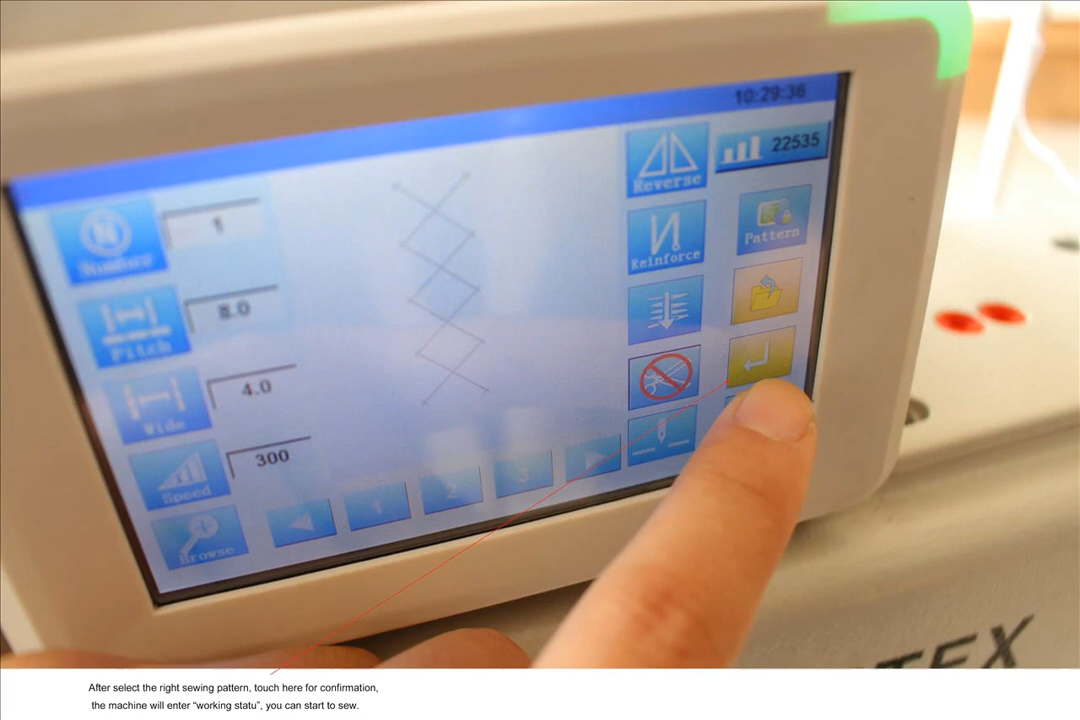 10:29:36
Reverse
22535
1
Reinforce
Pattern
8.0
Pitch
4.0
Wide
300
Speed
1
2
3
Browse
TEX
After select the right sewing pattern, touch here for confirmation,
the machine will enter “working statu”, you can start to sew.